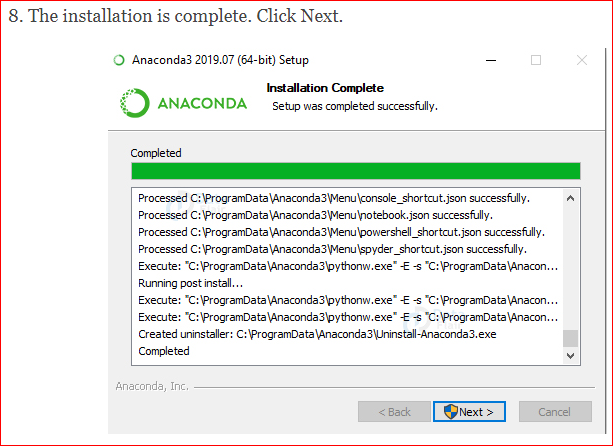 8. The installation is complete. Click Next.
Anaconda3 2019.07 (64-bit) Setup
Installation Complete
Setup was completed successfully.
ANACONDA
Completed
Processed C:\ProgramData\Anaconda3\Menu\console_shortcut.json successfully.
Processed C:\ProgramData\Anaconda3\Menu\notebook.json successfully.
Processed C:\ProgramData\Anaconda3\Menu\powershell_shortcut.json successfully.
Processed C:\ProgramData\Anaconda3\Menu\spyder_shortcut.json successfully.
Execute: "C:\ProgramData\Anaconda3\pythonw.exe" -E -s "C:\ProgramData\Anacon...
Running post install...
Execute: "C:\ProgramData\Anaconda3\pythonw.exe" -E -s "C:\ProgramData\Anacon...
Execute: "C:\ProgramData\Anaconda3\pythonw.exe" -E -s "C:\ProgramData\Anacon...
Created uninstaller: C:\ProgramData\Anaconda3\Uninstall-Anaconda3.exe
Completed
Anaconda, Inc.
< Back
Next >
Cancel